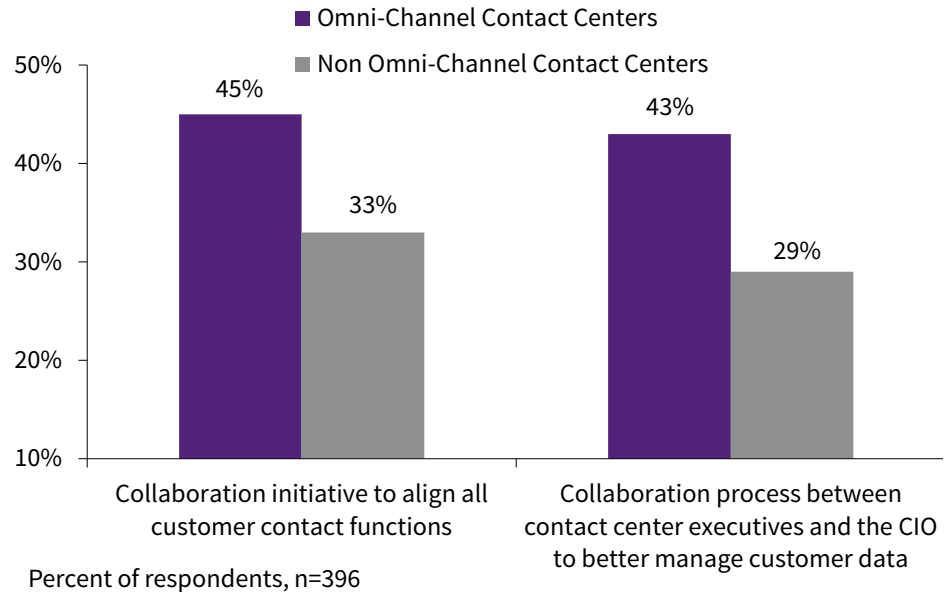 Omni-Channel Contact Centers
Non Omni-Channel Contact Centers
50%
40%
30%
20%
10%
45%
33%
43%
29%
Collaboration initiative to align all
customer contact functions
Collaboration process between
contact center executives and the CIO
to better manage customer data
Percent of respondents, n=396